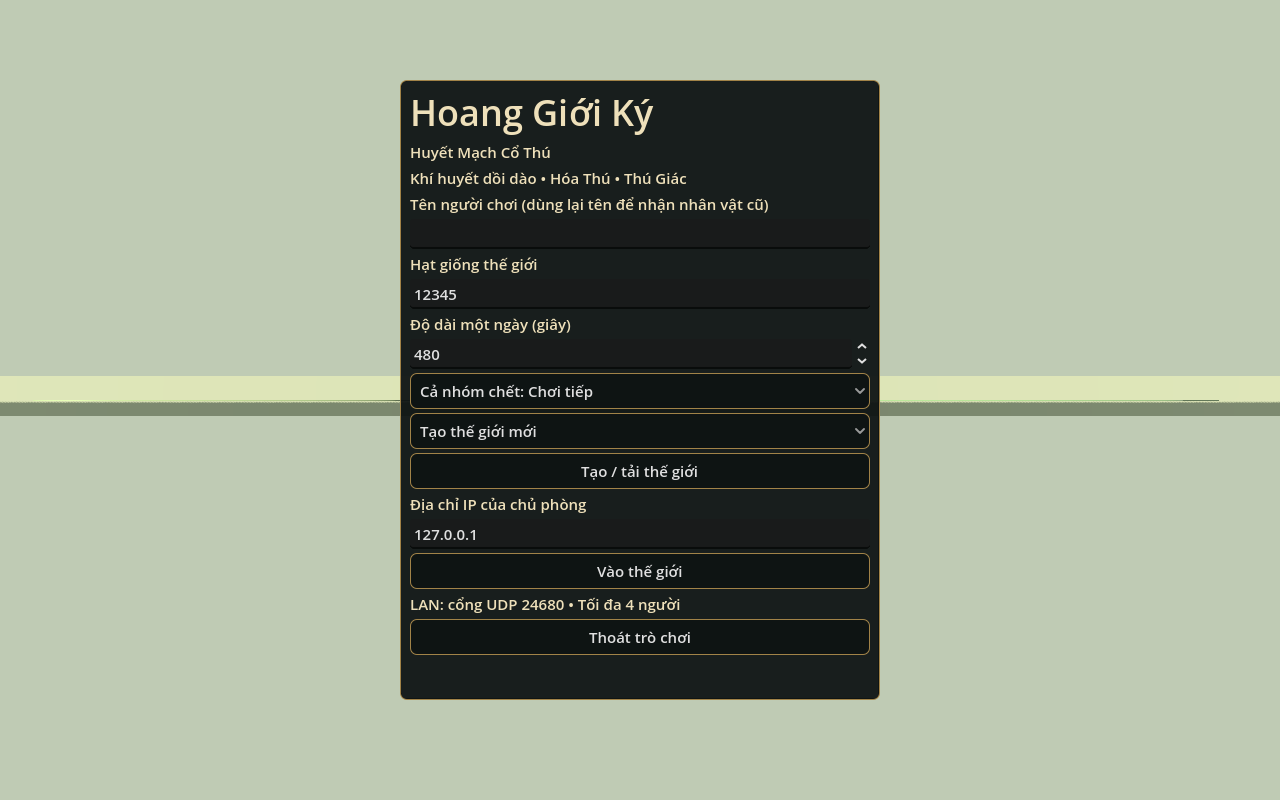 Hoang Giới Ký
Huyết Mạch Cổ Thú
Khí huyết dồi dào • Hóa Thú • Thú Giác
Tên người chơi (dùng lại tên để nhận nhân vật cũ)
Hạt giống thế giới
12345
Độ dài một ngày (giây)
480
Cả nhóm chết: Chơi tiếp
Tạo thế giới mới
Tạo / tải thế giới
Địa chỉ IP của chủ phòng
127.0.0.1
Vào thế giới
LAN: cổng UDP 24680 • Tối đa 4 người
Thoát trò chơi